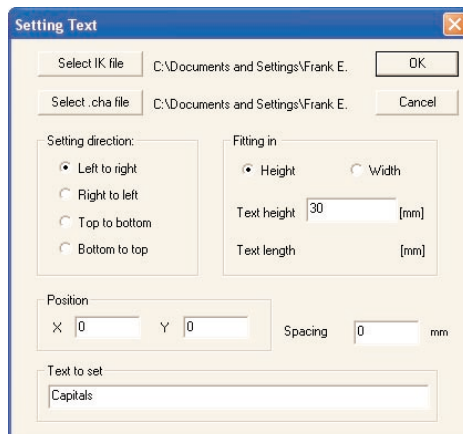 Setting Text
Select IK file C:\Documents and Settings\Frank E. OK
Select .cha file C:\Documents and Settings\Frank E. Cancel
Setting direction: Fitting in
Left to right Height Width
Right to left
Text height 30 [mm]
Top to bottom
Bottom to top Text length [mm]
Position
X 0 Y 0 Spacing 0 mm
Text to set
Capitals